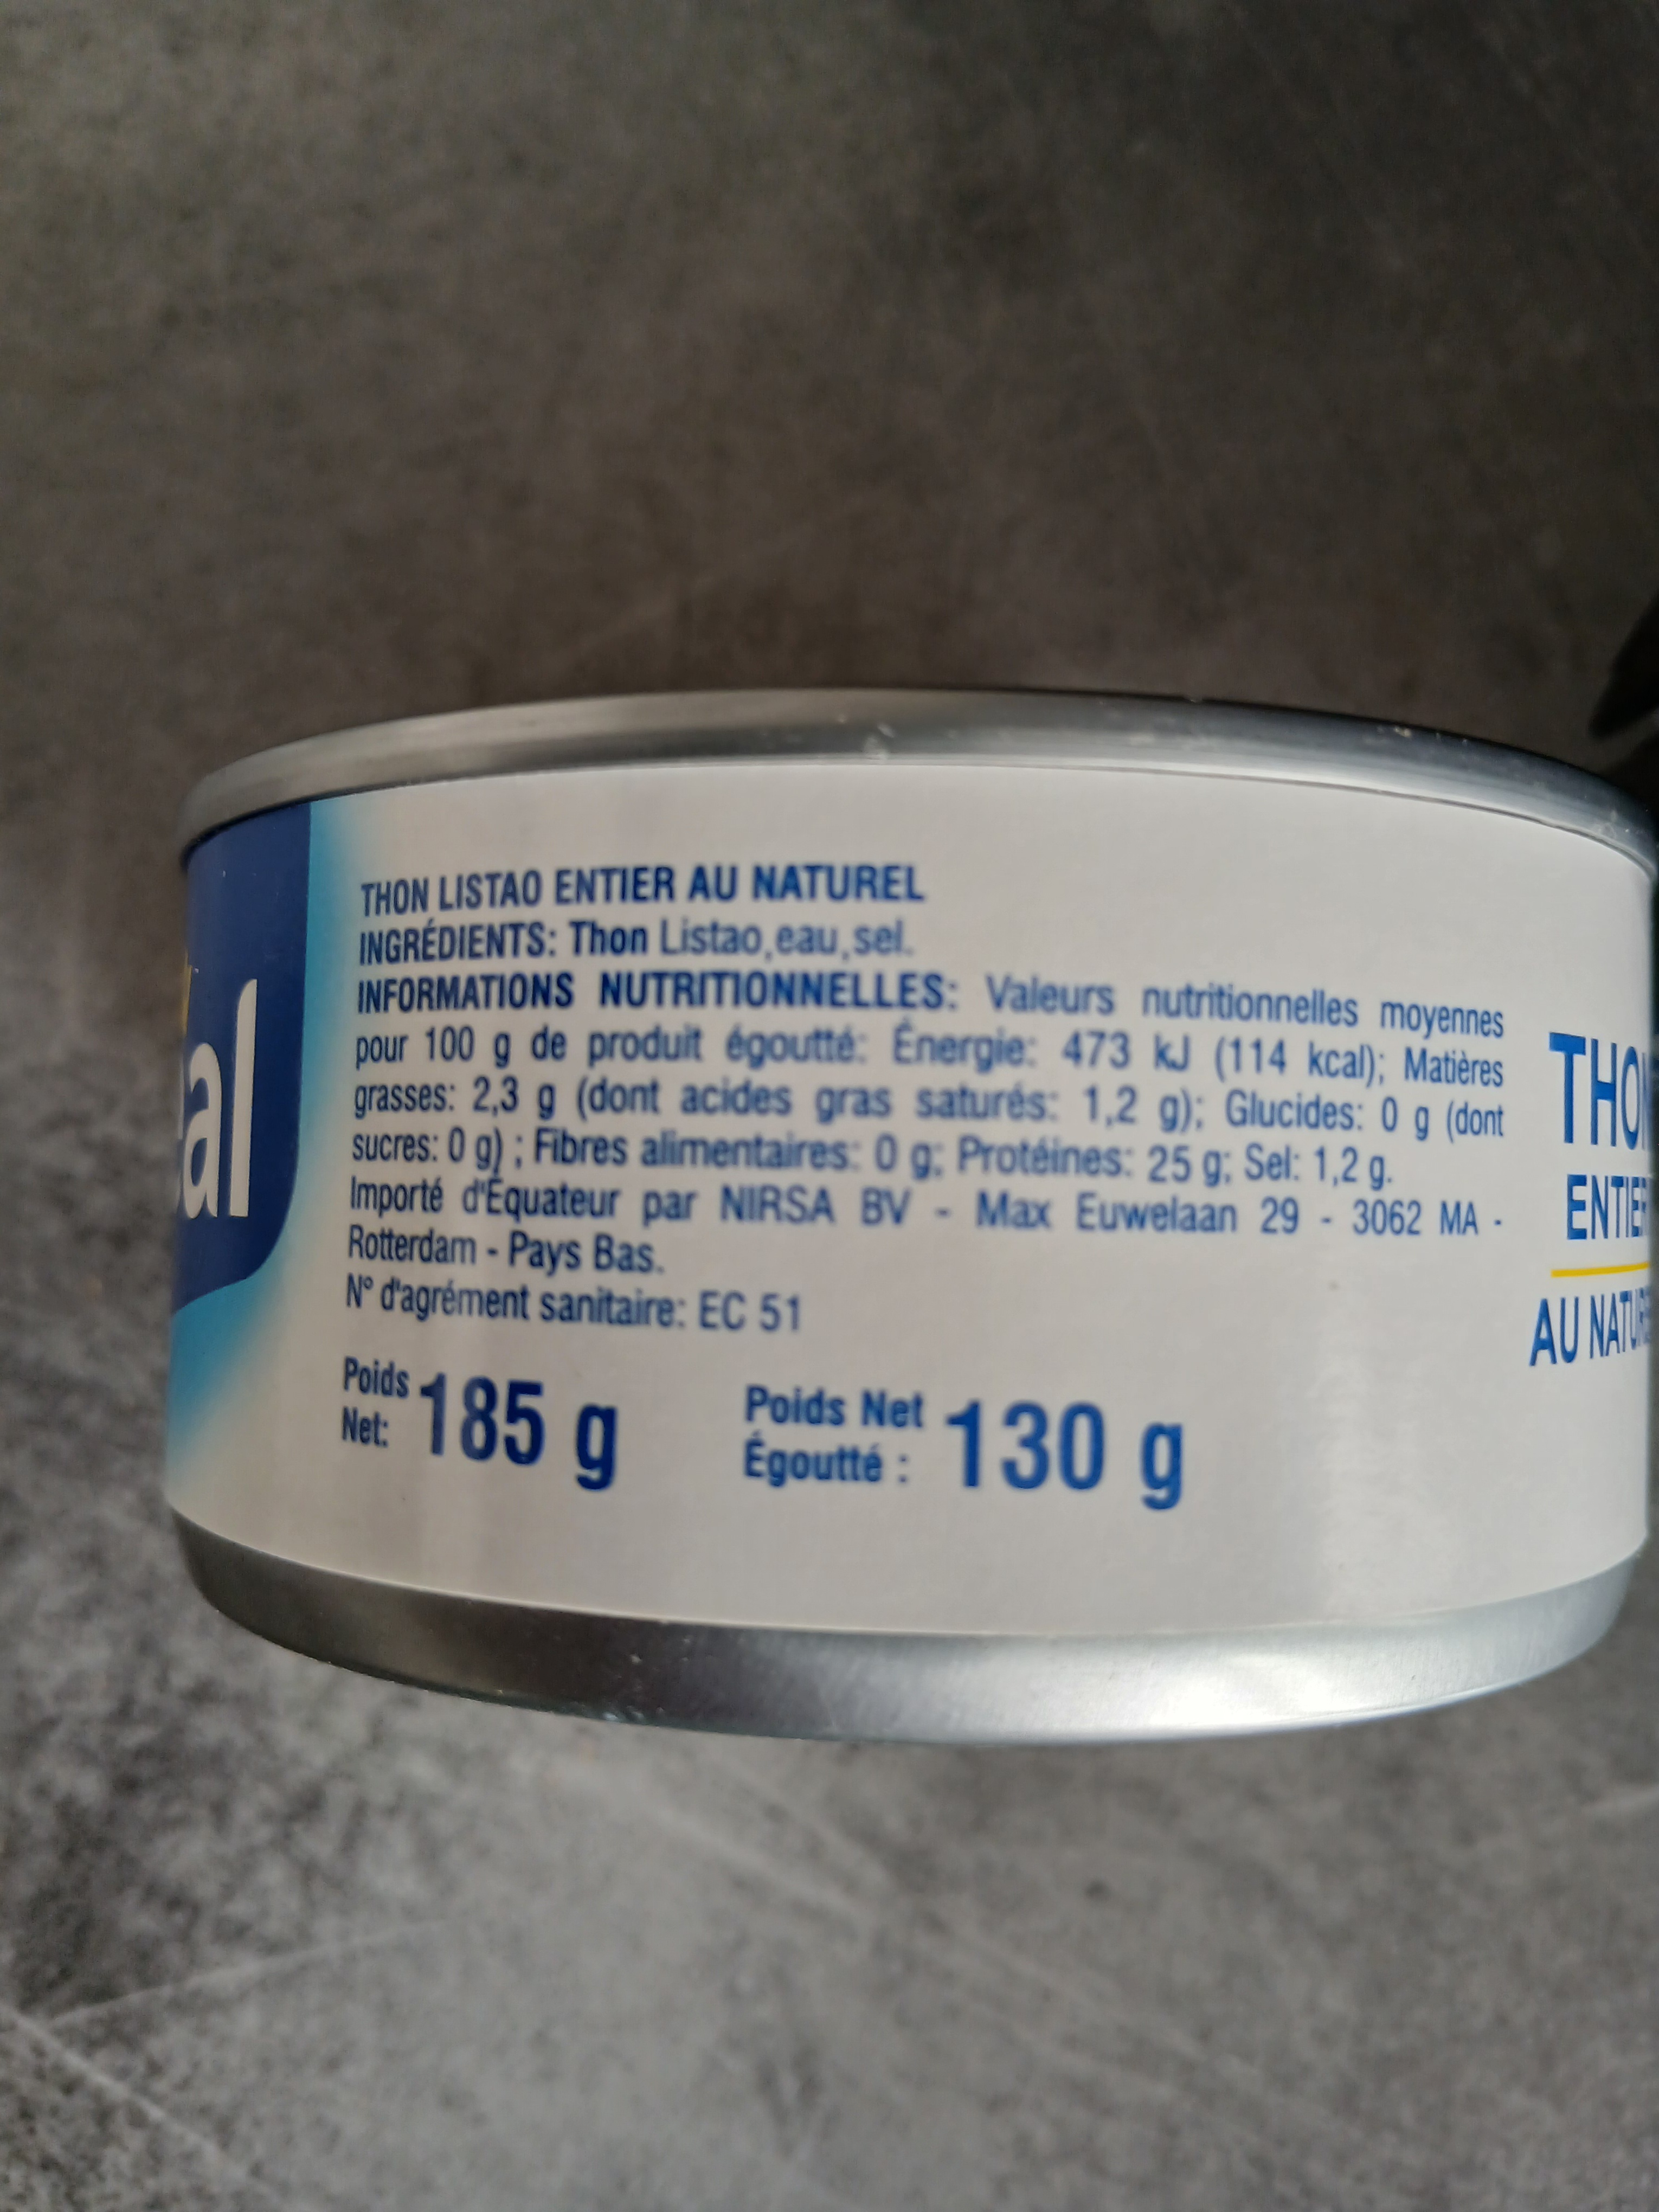 THON LISTAO ENTIER AU NATUREL
INGRÉDIENTS: Thon Listao,eau,sel.
INFORMATIONS NUTRITIONNELLES: Valeurs nutritionnelles moyennes
pour 100 g de produit égoutté: Énergie: 473 kJ (114 kcal); Matières
grasses: 2,3 g (dont acides gras saturés: 1,2 g); Glucides: 0 g (dont
sucres: 0 g) ; Fibres alimentaires: 0 g; Protéines: 25 g; Sel: 1,2 g.
Importé d'Équateur par NIRSA BV - Max Euwelaan 29 - 3062 MA -
Rotterdam - Pays Bas.
N° d'agrément sanitaire: EC 51
Poids
Net: 185 g
Poids Net
Égoutté : 130 g
THON
ENTIER
AU NATURE